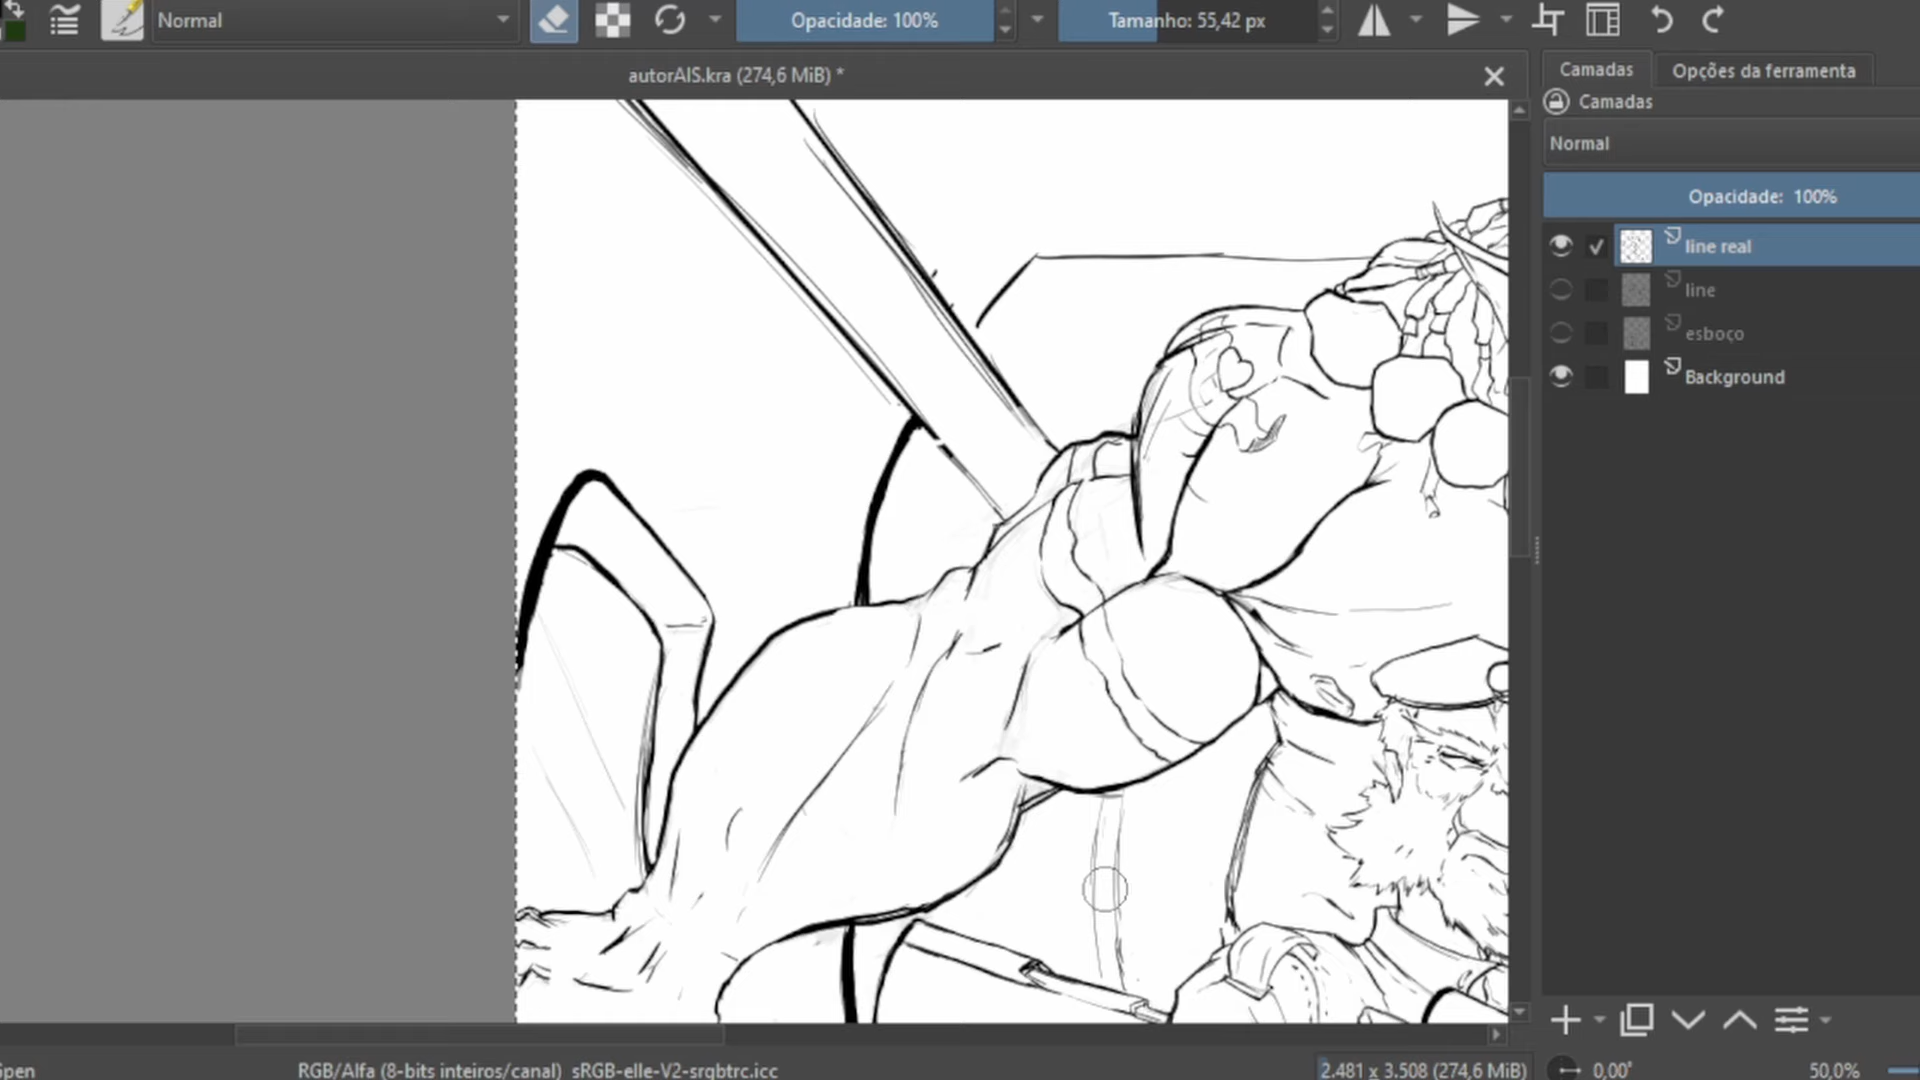 Normal
Opacidade: 100%
Tamanho: 55,42 px
autorAIS.kra (274,6 MiB) *
Camadas
Opções da ferramenta
Camadas
Normal
Opacidade: 100%
line real
line
esboço
Background
RGB/Alfa (8-bits inteiros/canal) sRGB-elle-V2-srgbtrc.icc
2.481 x 3.508 (274,6 MiB)
0,00°
50,0%